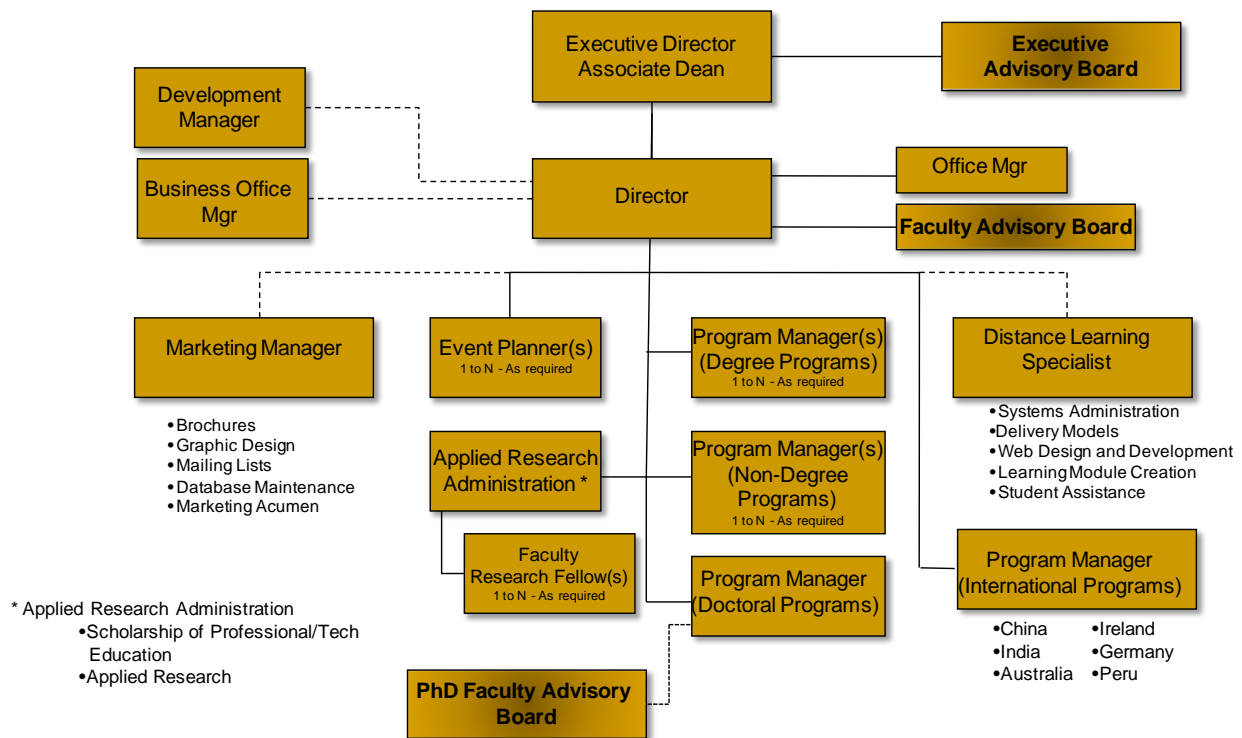 Executive Director
Associate Dean
Executive
Advisory Board
Development
Manager
Business Office
Mgr
Director
Office Mgr
Faculty Advisory Board
Marketing Manager
•Brochures
•Graphic Design
•Mailing Lists
•Database Maintenance
•Marketing Acumen
Event Planner(s)
1 to N - As required
Program Manager(s)
(Degree Programs)
1 to N - As required
Distance Learning
Specialist
•Systems Administration
•Delivery Models
•Web Design and Development
•Learning Module Creation
•Student Assistance
Applied Research
Administration *
Program Manager(s)
(Non-Degree
Programs)
1 to N - As required
Faculty
Research Fellow(s)
1 to N - As required
Program Manager
(Doctoral Programs)
Program Manager
(International Programs)
•China
•India
•Australia
•Ireland
•Germany
•Peru
* Applied Research Administration
•Scholarship of Professional/Tech
Education
•Applied Research
PhD Faculty Advisory
Board